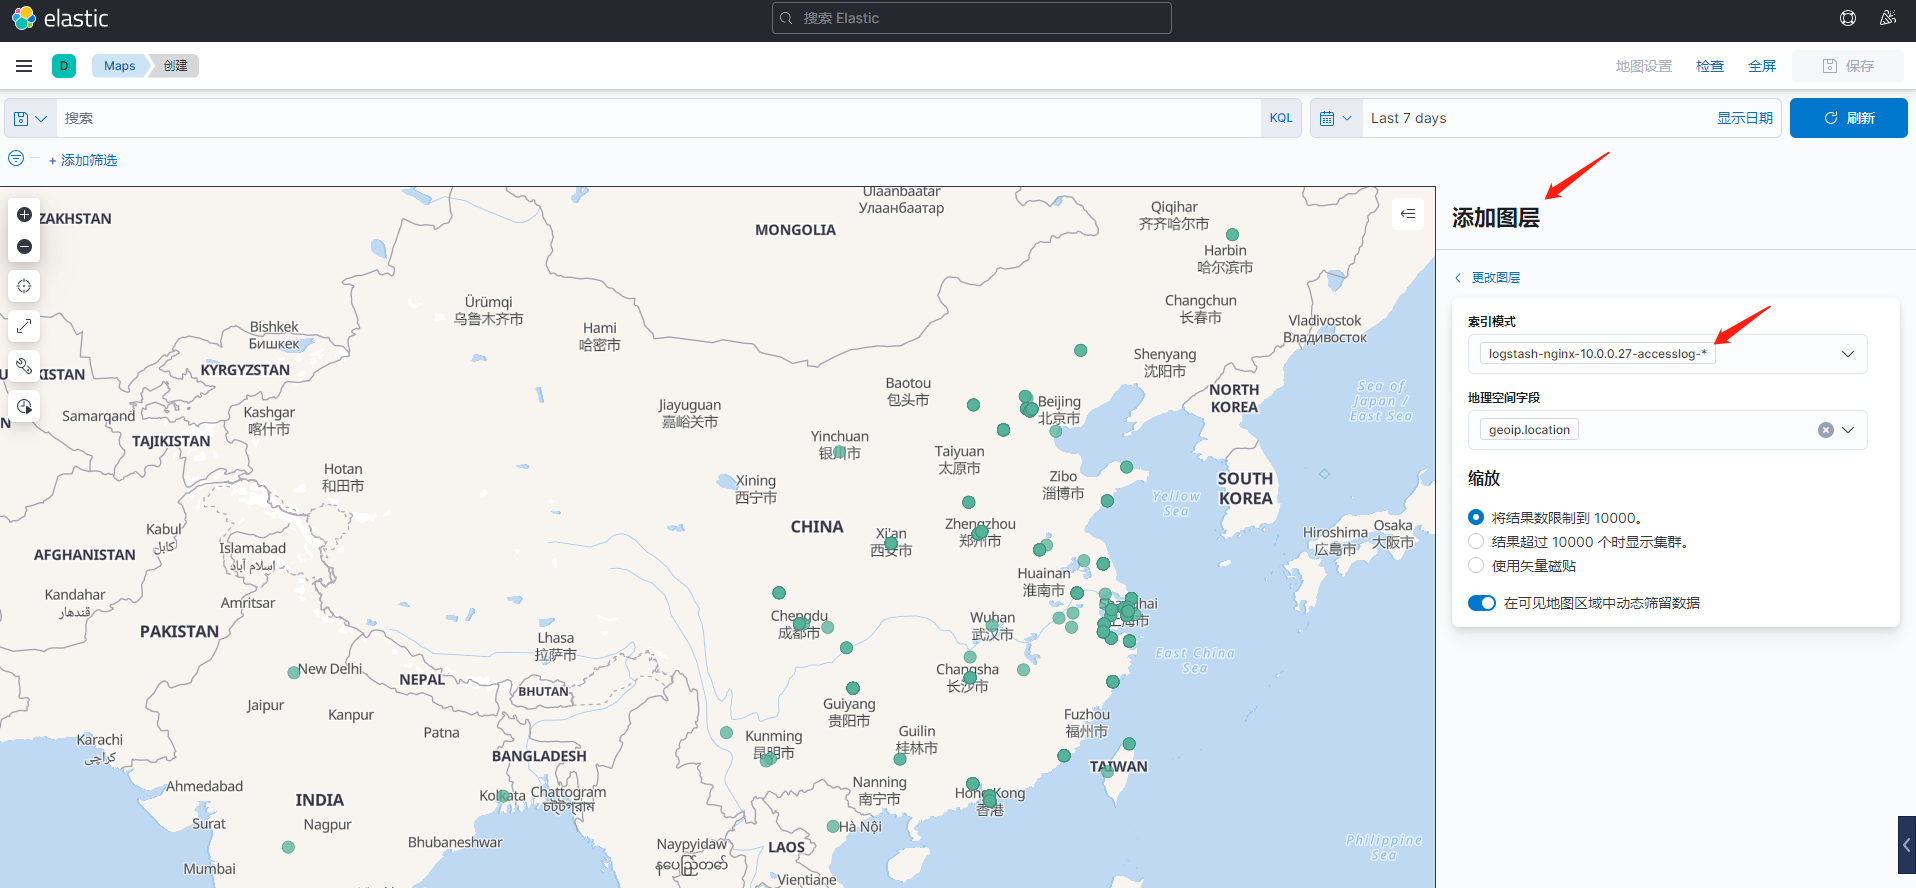 elastic
搜索 Elastic
D
Maps
创建
地图设置
检查
全屏
保存
搜索
KQL
Last 7 days
显示日期
刷新
+ 添加筛选
添加图层
更改图层
索引模式
logstash-nginx-10.0.0.27-accesslog-*
地理空间字段
geoip.location
缩放
将结果数限制到 10000。
结果超过 10000 个时显示集群。
使用矢量磁贴
在可见地图区域中动态筛留数据
Ulaanbaatar
Улаанбаатар
ZAKHSTAN
MONGOLIA
Qiqihar
齐齐哈尔市
Harbin
哈尔滨市
Changchun
长春市
Ürümqi
乌鲁木齐市
Hami
哈密市
Vladivostok
Владивосток
Bishkek
Бишкек
KYRGYZSTAN
Shenyang
沈阳市
Baotou
包头市
NORTH
KOREA
Sea of
Japan /
East Sea
Beijing
北京市
Jiayuguan
嘉峪关市
Kashgar
喀什市
Samarqand
TAJIKISTAN
Yinchuan
银川市
Taiyuan
太原市
Hotan
和田市
Xining
西宁市
Zibo
淄博市
SOUTH
KOREA
Yellow
Sea
CHINA
Xi'an
西安市
Zhengzhou
郑州市
Hiroshima
広島市
Osaka
大阪市
Kabul
کابل
AFGHANISTAN
Islamabad
اسلام آباد
Kandahar
کندهار
Amritsar
PAKISTAN
Huainan
淮南市
Shanghai
上海市
Chengdu
成都市
Wuhan
武汉市
Lhasa
拉萨市
East China
Sea
New Delhi
NEPAL
BHUTAN
Changsha
长沙市
Jaipur
Kanpur
Guiyang
贵阳市
Fuzhou
福州市
Patna
Karachi
کراچی
Kunming
昆明市
Guilin
桂林市
BANGLADESH
TAIWAN
Ahmedabad
Kolkata
Chattogram
চট্টগ্রাম
Nanning
南宁市
Hong Kong
香港
INDIA
Surat
Nagpur
Hà Nội
Bhubaneshwar
Naypyidaw
နေပြည်တော်
LAOS
Philippine
Sea
Mumbai
Vientiane